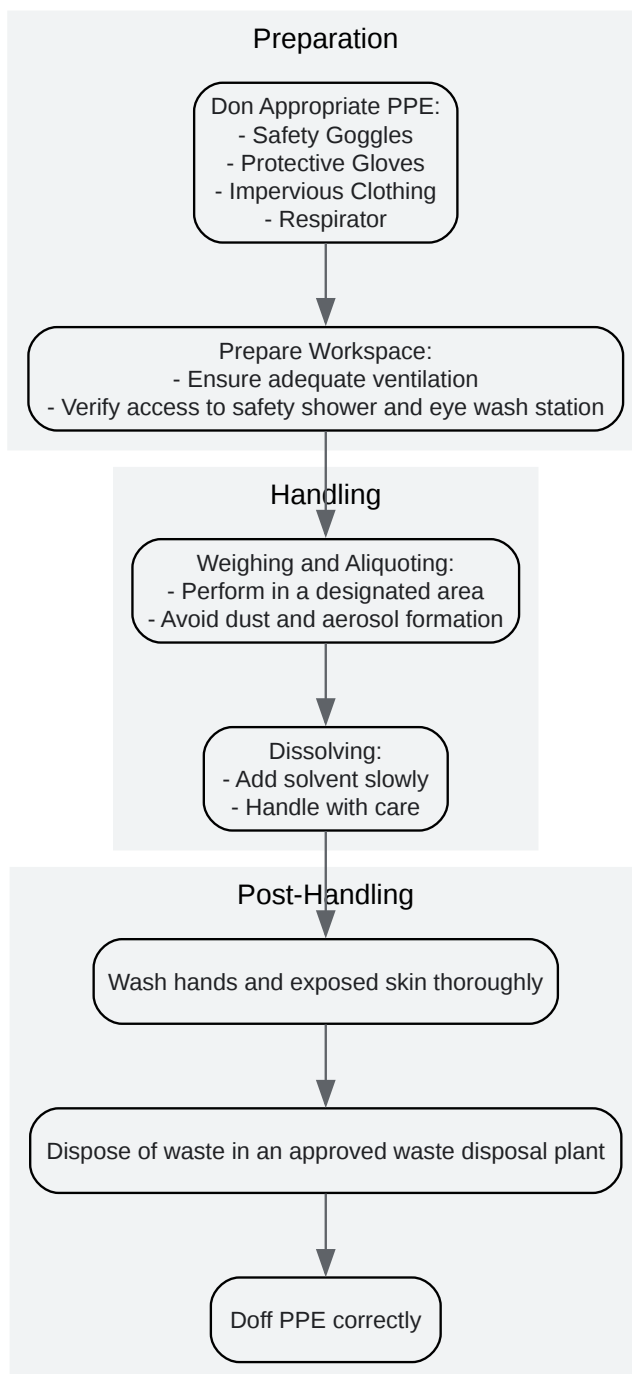 Preparation
Don Appropriate PPE:
- Safety Goggles
- Protective Gloves
- Impervious Clothing
- Respirator
Prepare Workspace:
- Ensure adequate ventilation
- Verify access to safety shower and eye wash station
Handling
Weighing and Aliquoting:
- Perform in a designated area
- Avoid dust and aerosol formation
Dissolving:
- Add solvent slowly
- Handle with care
Post-Handling
Wash hands and exposed skin thoroughly
Dispose of waste in an approved waste disposal plant
Doff PPE correctly